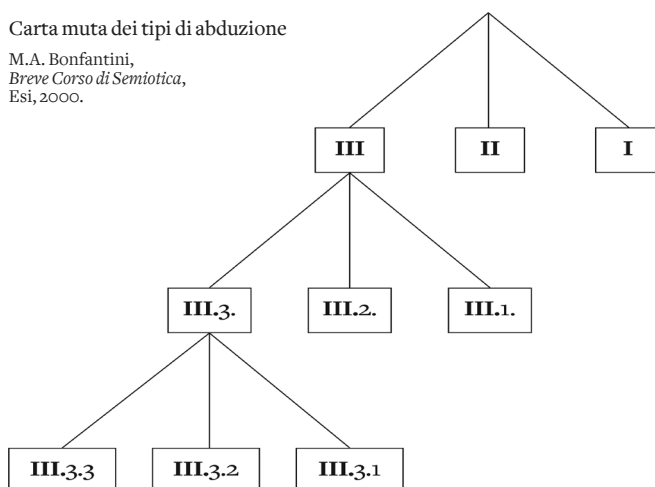 Carta muta dei tipi di abduzione
M.A. Bonfantini,
Breve Corso di Semiotica,
Esi, 2000.
III II I
III.3. III.2. III.1.
III.3.3 III.3.2 III.3.1